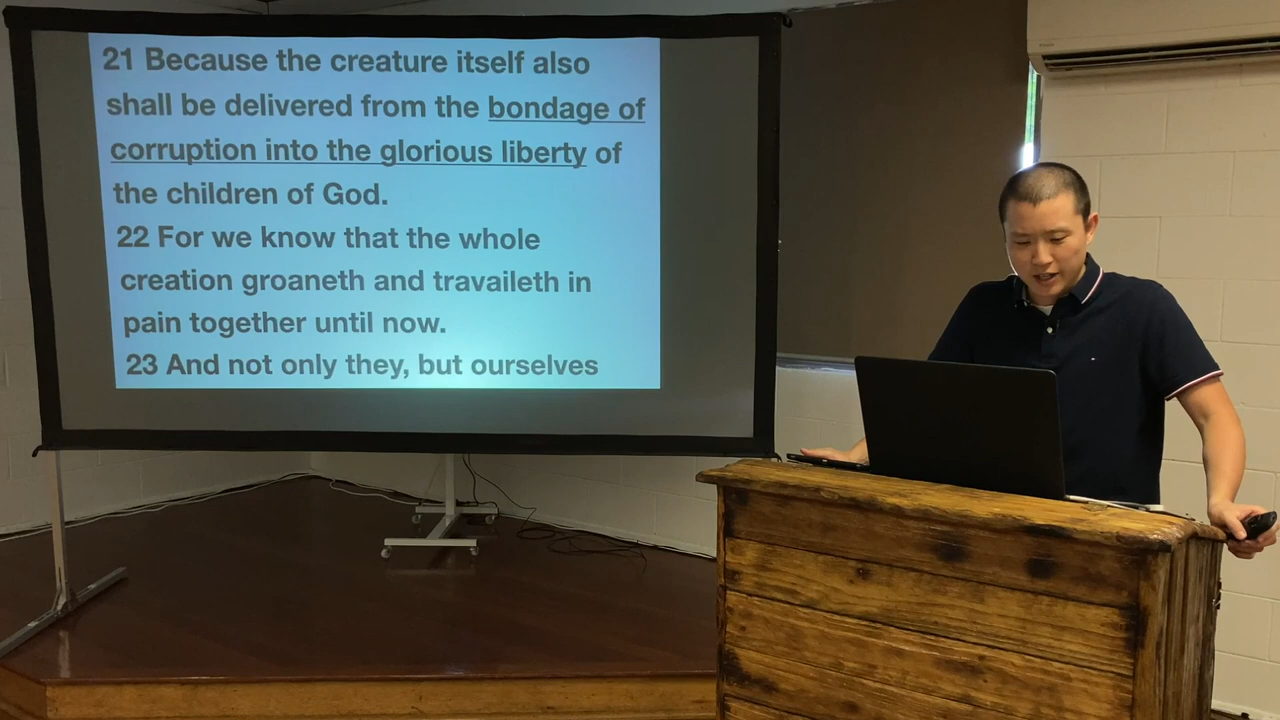 21 Because the creature itself also
shall be delivered from the bondage of
corruption into the glorious liberty of
the children of God.
22 For we know that the whole
creation groaneth and travaileth in
pain together until now.
23 And not only they, but ourselves